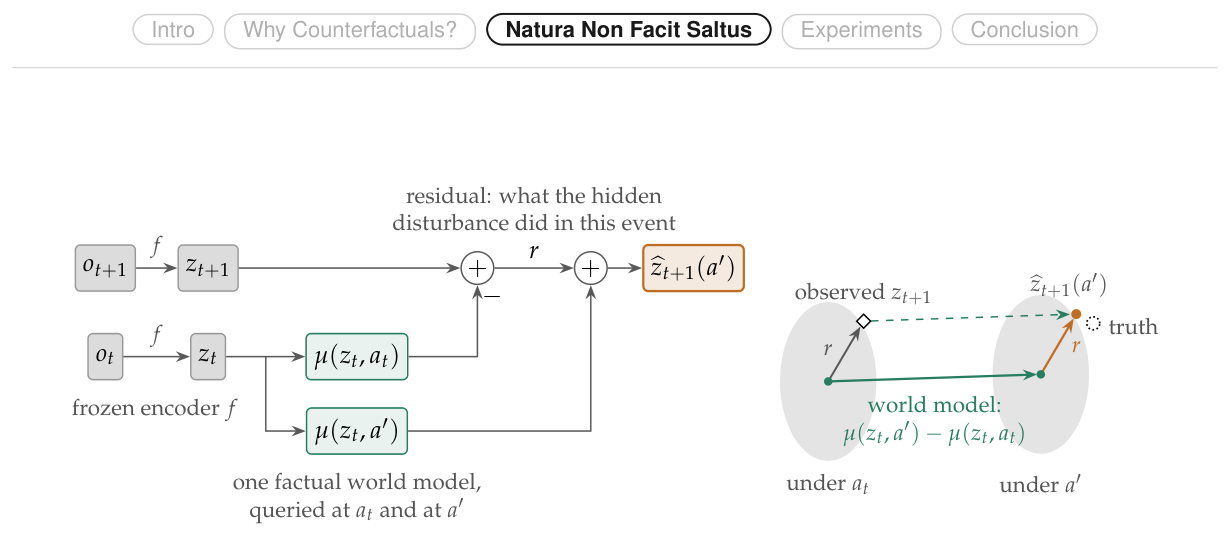 Intro
Why Counterfactuals?
Natura Non Facit Saltus
Experiments
Conclusion
residual: what the hidden
disturbance did in this event
o_{t+1}
f
z_{t+1}
+
r
+
ẑ_{t+1}(a′)
−
o_t
f
z_t
μ(z_t, a_t)
frozen encoder f
μ(z_t, a′)
one factual world model,
queried at a_t and at a′
observed z_{t+1}
ẑ_{t+1}(a′)
truth
r
r
world model:
μ(z_t, a′) − μ(z_t, a_t)
under a_t
under a′